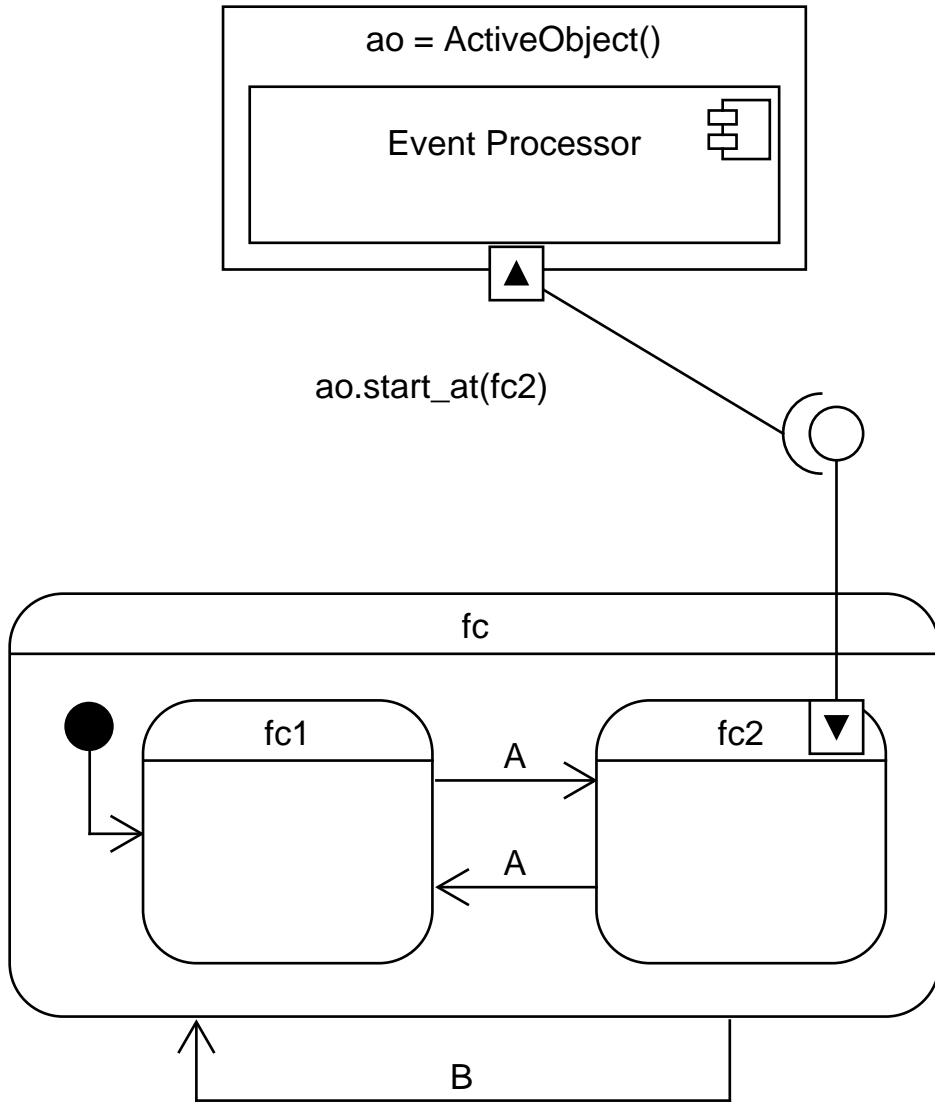 ao = ActiveObject()
Event Processor
ao.start_at(fc2)
fc
fc1
fc2
A
A
B